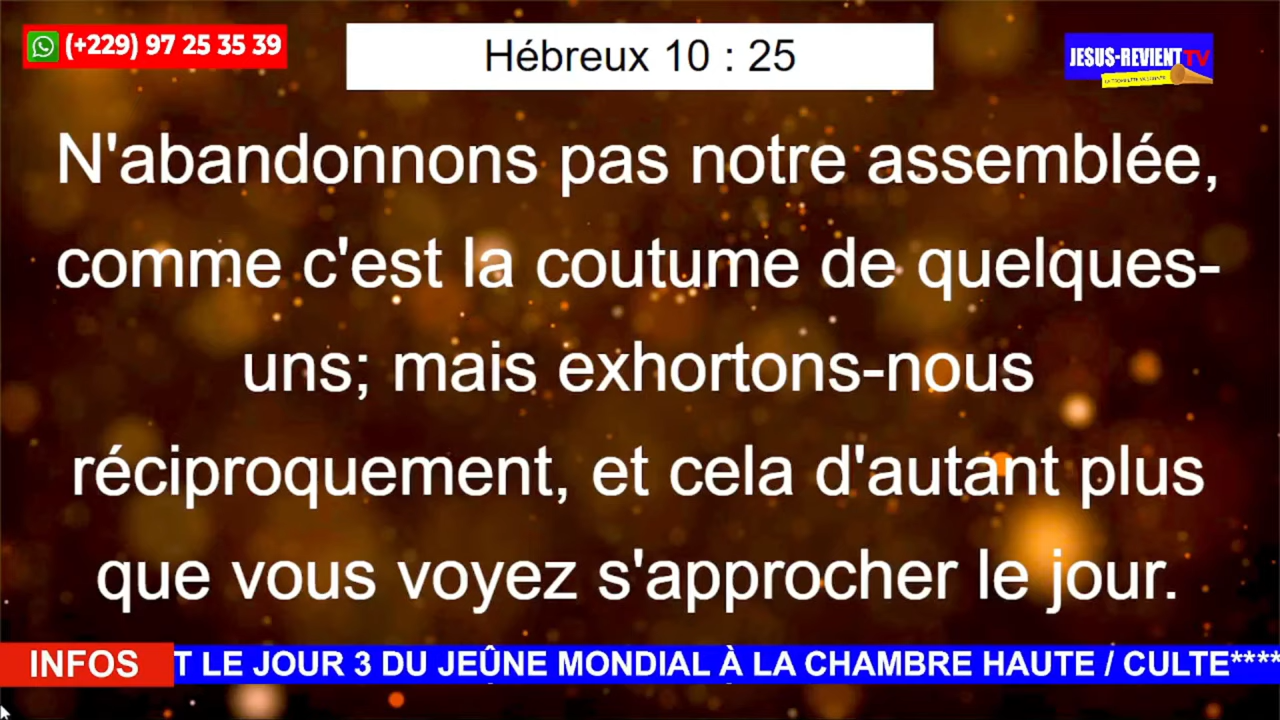 (+229) 97 25 35 39
Hébreux 10 : 25
JESUS-REVIENT TV
N'abandonnons pas notre assemblée,
comme c'est la coutume de quelques-
uns; mais exhortons-nous
réciproquement, et cela d'autant plus
que vous voyez s'approcher le jour.
INFOS
T LE JOUR 3 DU JEÛNE MONDIAL À LA CHAMBRE HAUTE / CULTE****